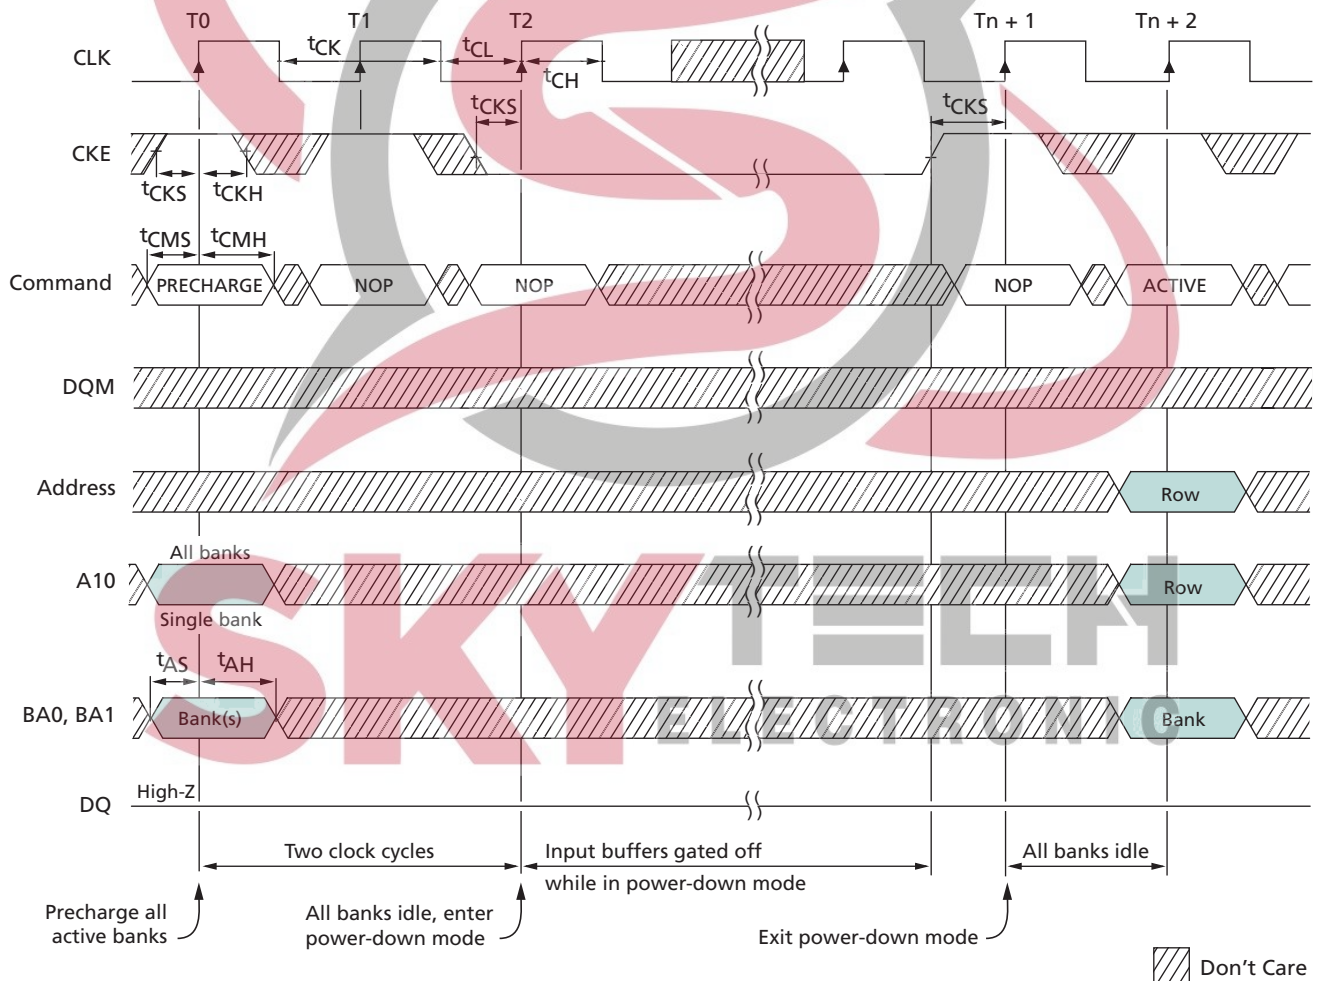 T0 T1 T2 Tn + 1 Tn + 2
CLK
tCK tCL tCH
tCKS tCKS
CKE
tCKS tCKH
tCMS tCMH
Command PRECHARGE NOP NOP NOP ACTIVE
DQM
Address Row
All banks
A10 Row
Single bank
tAS tAH
BA0, BA1 Bank(s) Bank
High-Z
DQ
Two clock cycles
Input buffers gated off
while in power-down mode
All banks idle
Precharge all
active banks
All banks idle, enter
power-down mode
Exit power-down mode
Don't Care
SKYTECH
ELECTRONIC